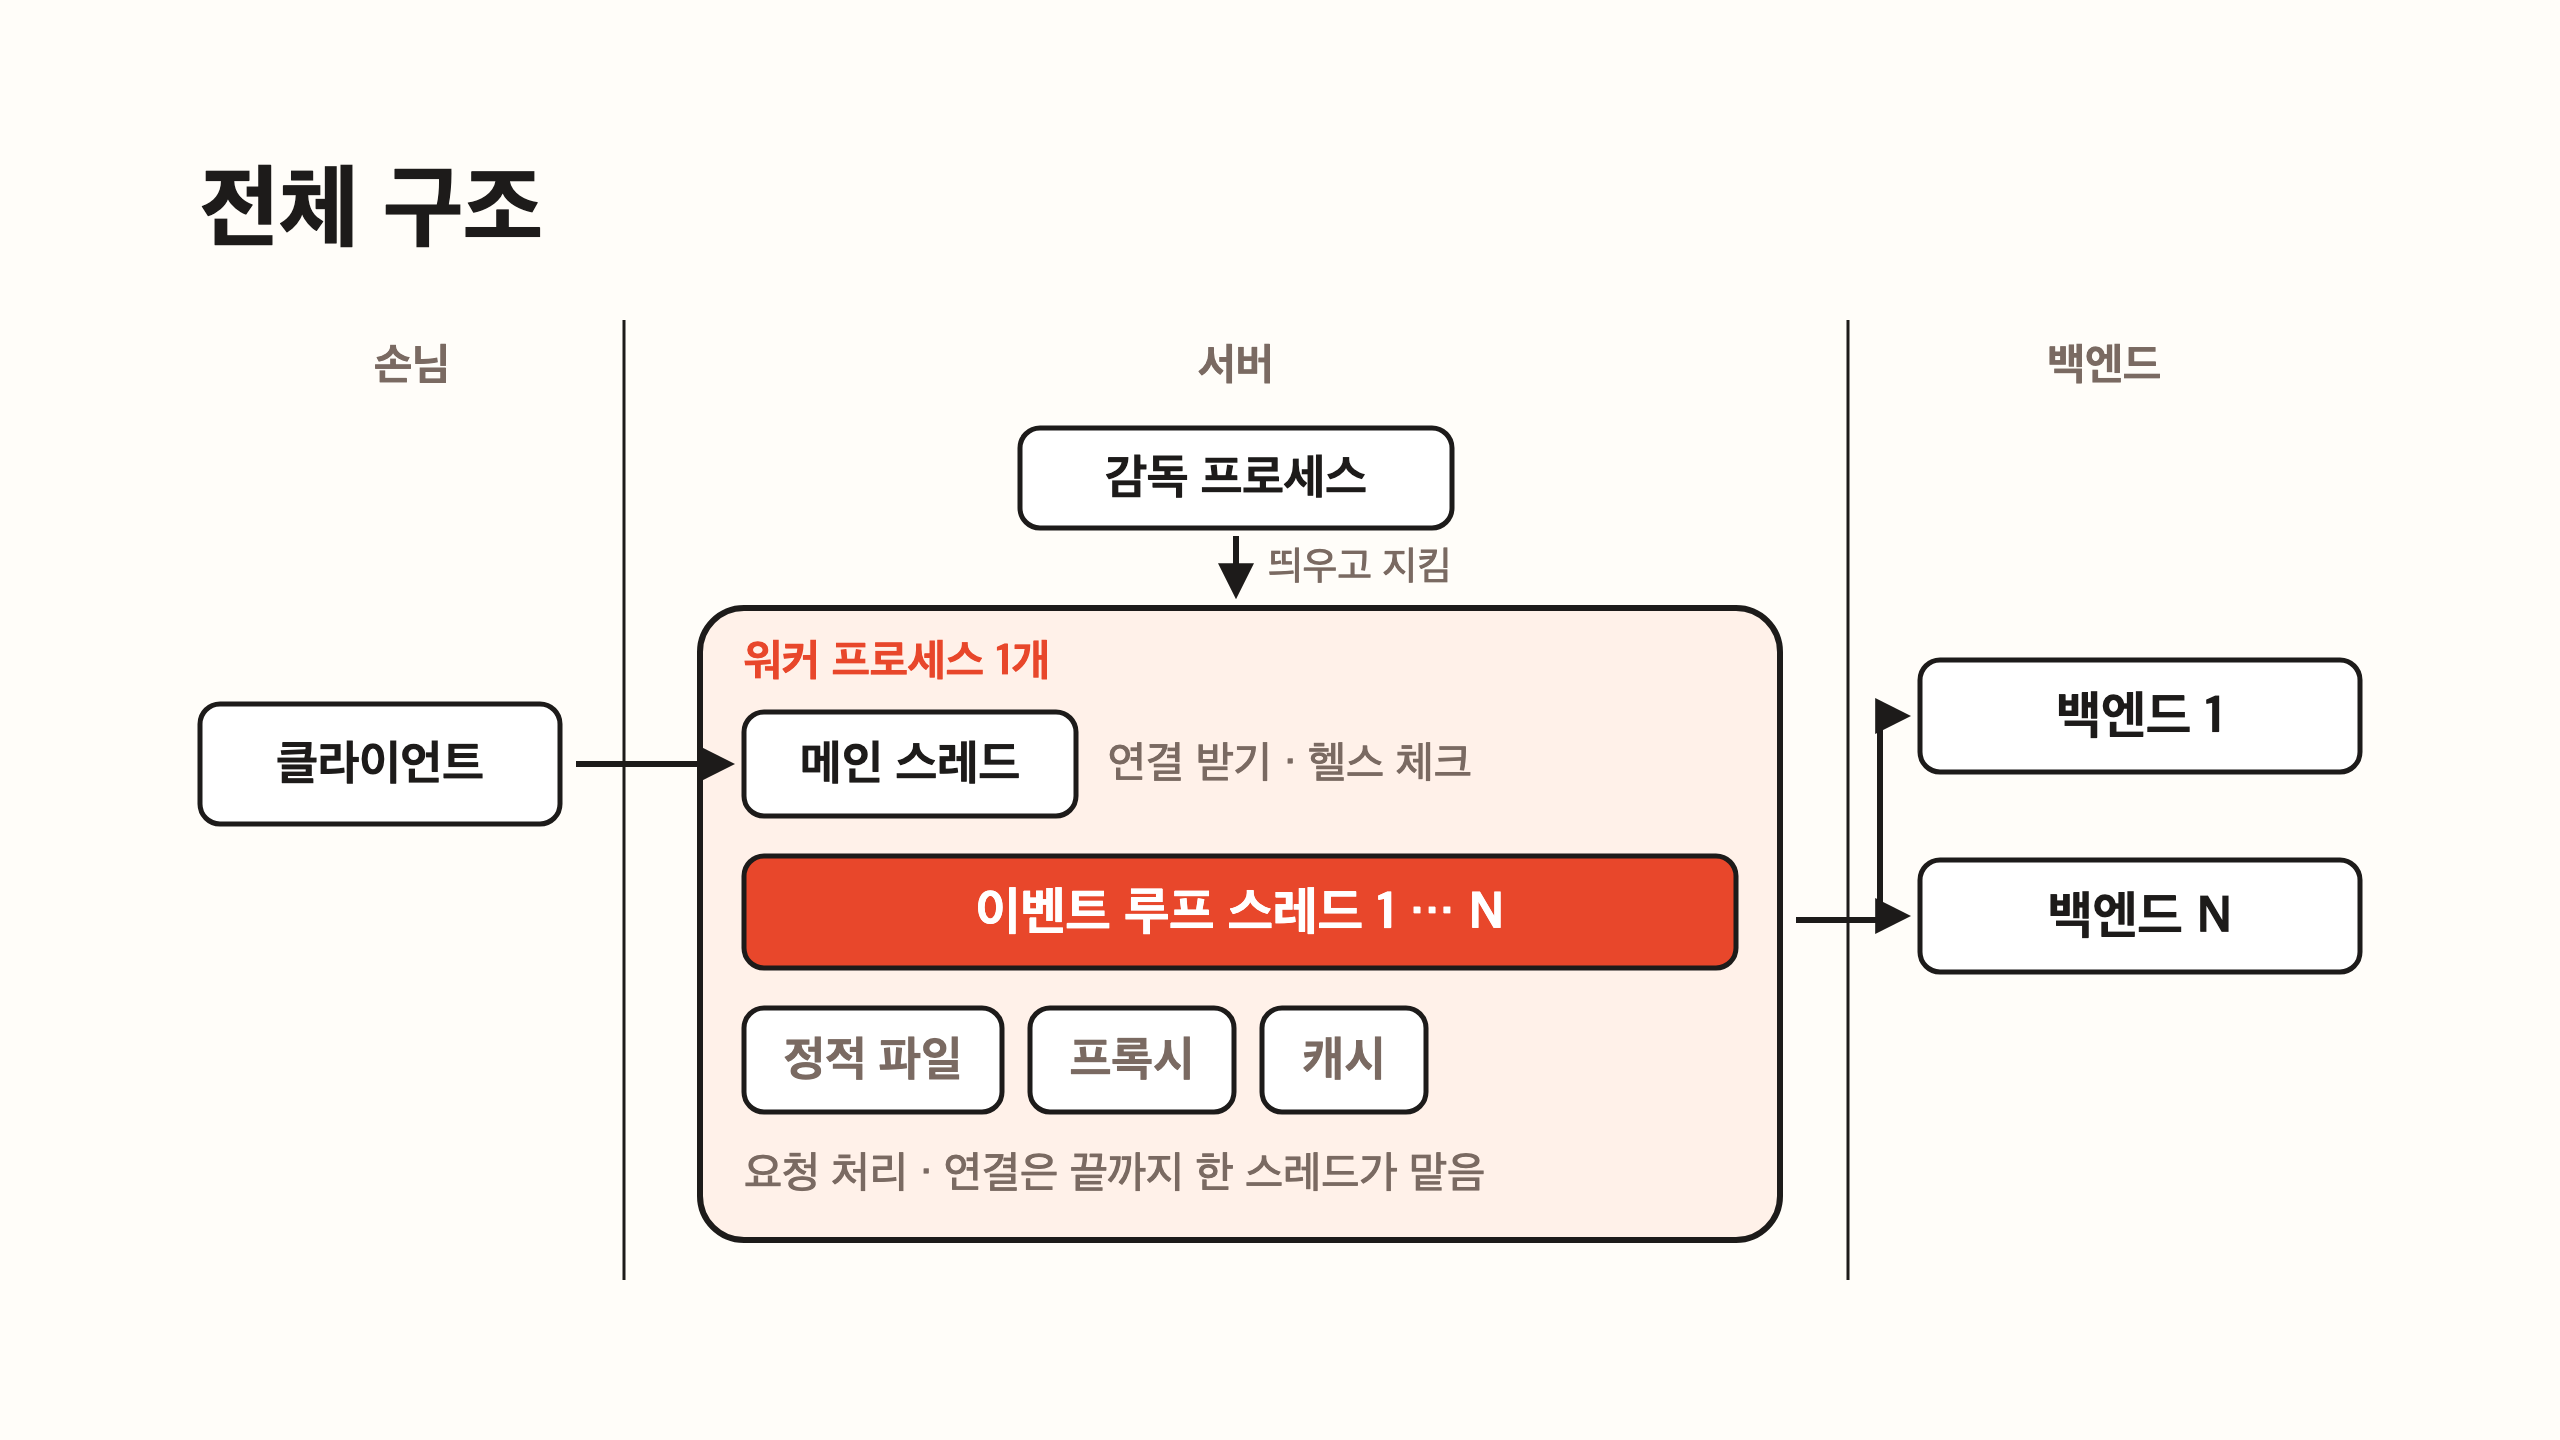 전체 구조
손님
서버
백엔드
감독 프로세스
띄우고 지킴
워커 프로세스 1개
클라이언트
메인 스레드
연결 받기 · 헬스 체크
이벤트 루프 스레드 1 ⋯ N
정적 파일
프록시
캐시
요청 처리 · 연결은 끝까지 한 스레드가 맡음
백엔드 1
백엔드 N